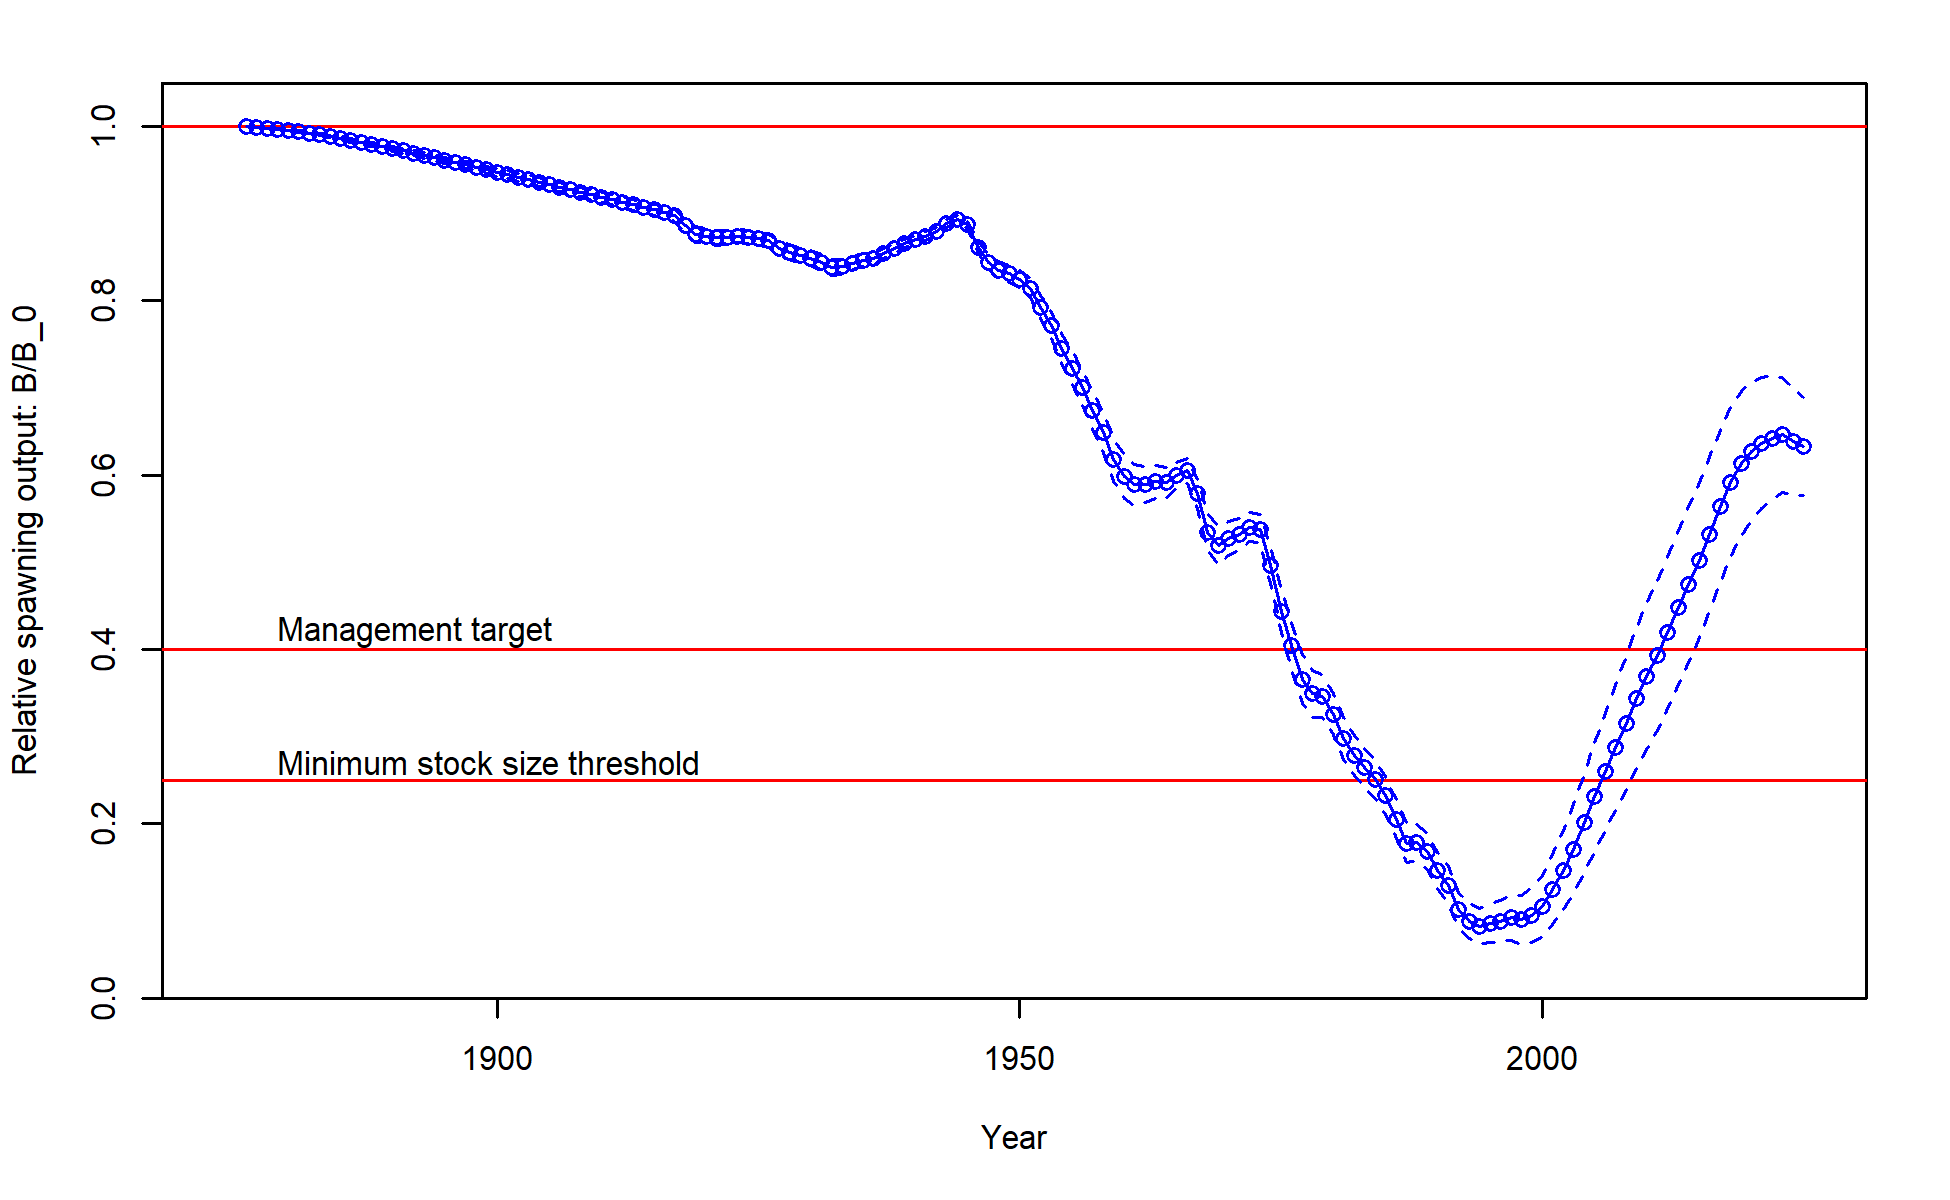 Relative spawning output: B/B_0
1.0
0.8
0.6
0.4
0.2
0.0
Management target
Minimum stock size threshold
1900
1950
2000
Year